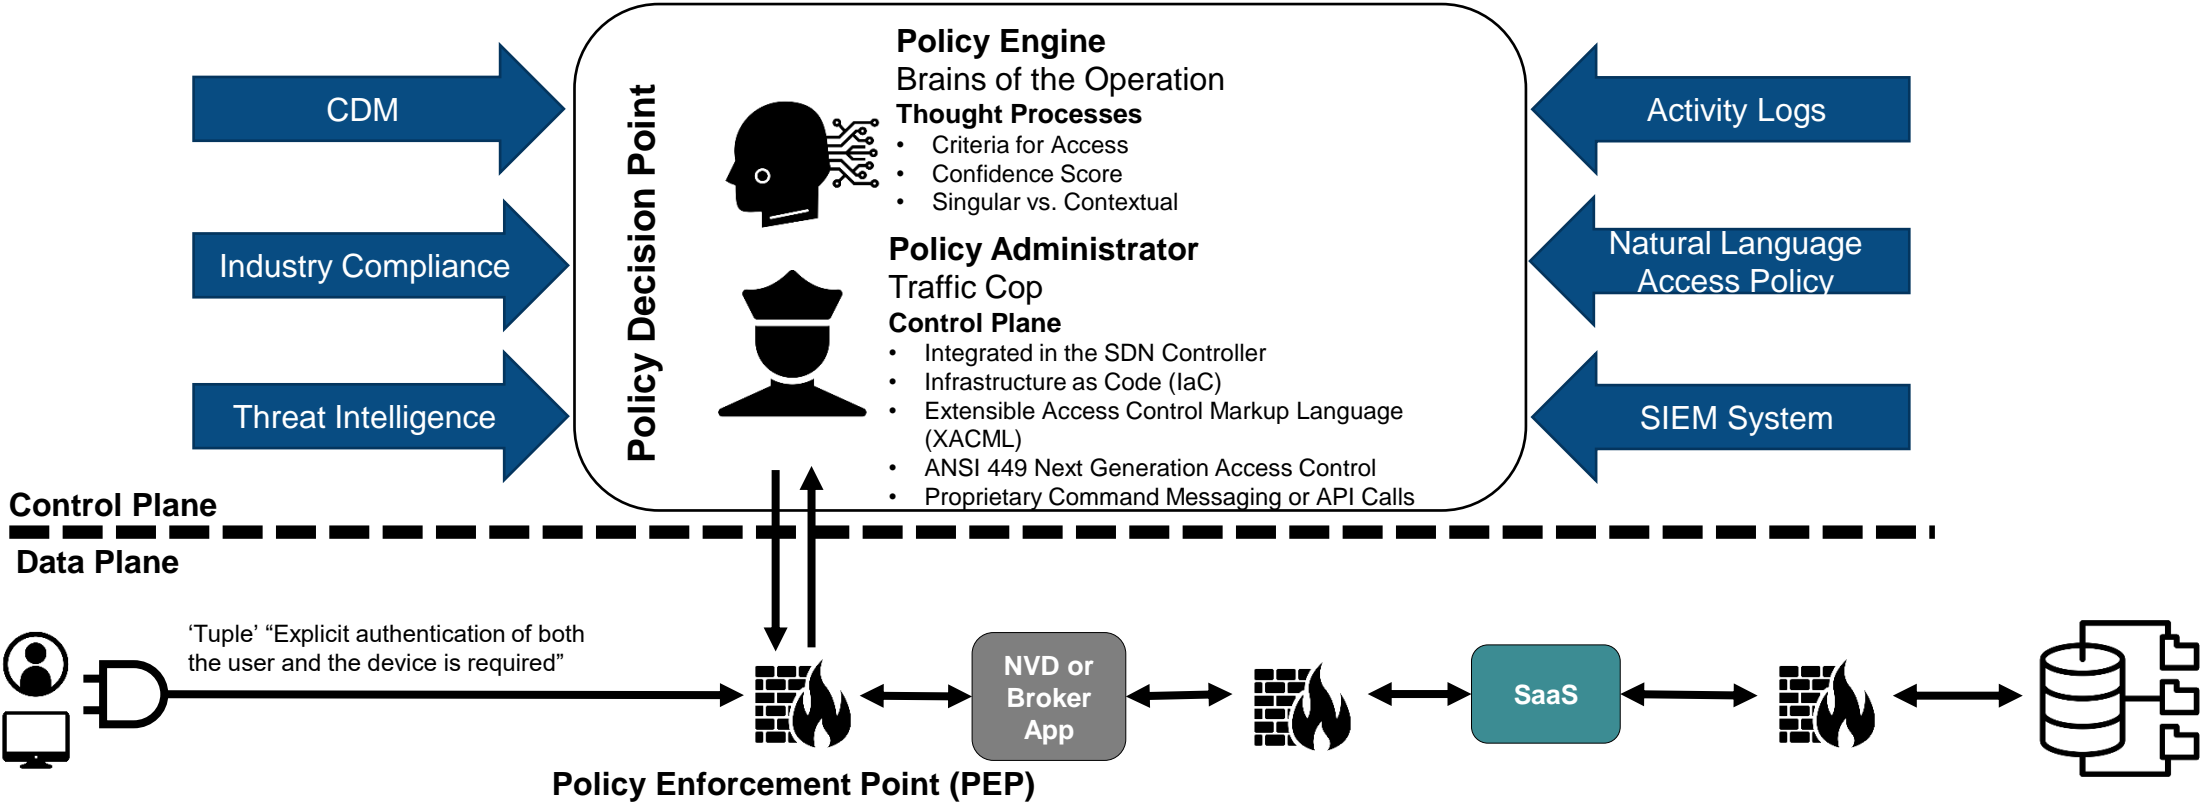 CDM
Industry Compliance
Threat Intelligence
Policy Decision Point
Policy Engine
Brains of the Operation
Thought Processes
• Criteria for Access
• Confidence Score
• Singular vs. Contextual
Policy Administrator
Traffic Cop
Control Plane
• Integrated in the SDN Controller
• Infrastructure as Code (IaC)
• Extensible Access Control Markup Language
(XACML)
• ANSI 449 Next Generation Access Control
• Proprietary Command Messaging or API Calls
Activity Logs
Natural Language
Access Policy
SIEM System
Control Plane
Data Plane
‘Tuple’ “Explicit authentication of both
the user and the device is required”
NVD or
Broker
App
SaaS
Policy Enforcement Point (PEP)